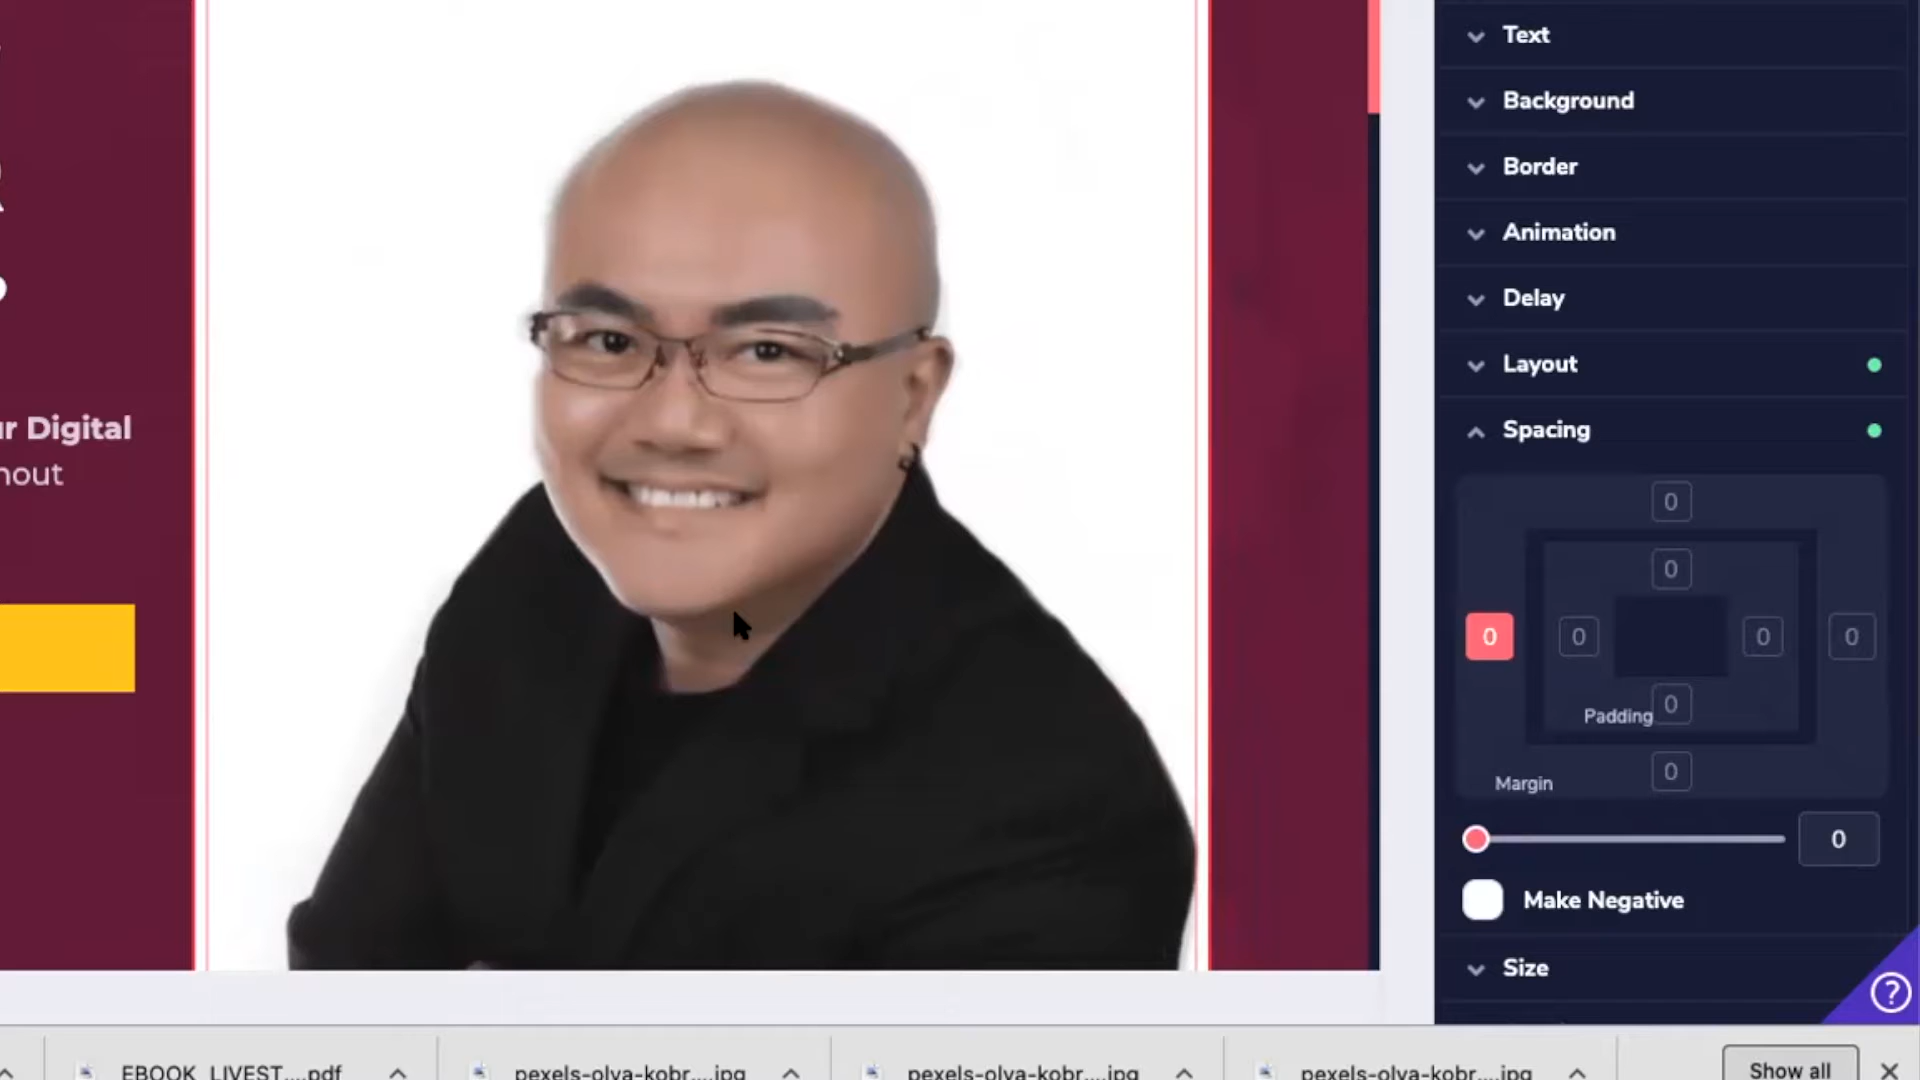 ur Digital
hout
Text
Background
Border
Animation
Delay
Layout
Spacing
0
0
0
0
0
0
0
Padding
0
Margin
0
Make Negative
Size
?
EBOOK_LIVEST....pdf
pexels-olya-kobr....jpg
pexels-olya-kobr....jpg
pexels-olya-kobr....jpg
Show all